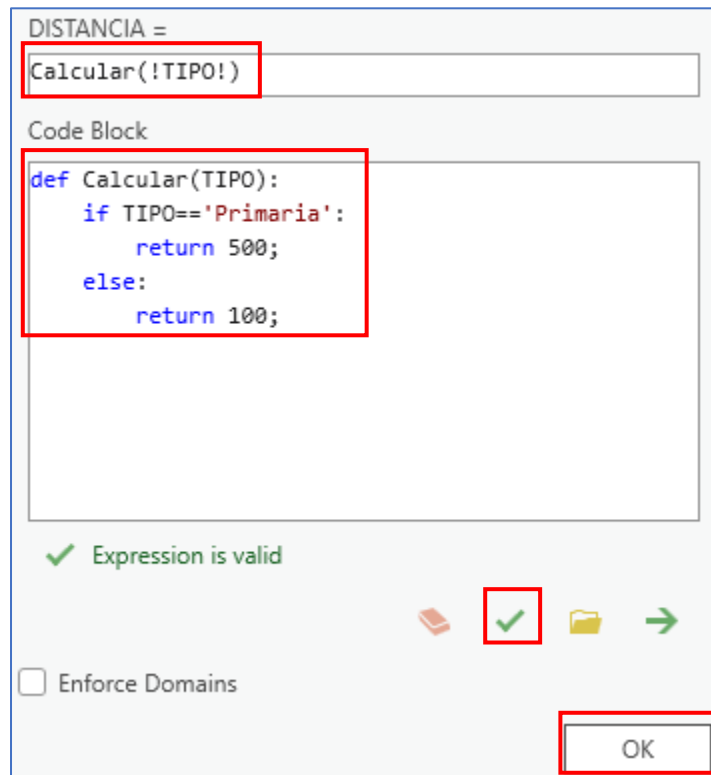 DISTANCIA =
Calcular(!TIPO!)
Code Block
def Calcular(TIPO):
    if TIPO=='Primaria':
        return 500;
    else:
        return 100;
Expression is valid
Enforce Domains
OK